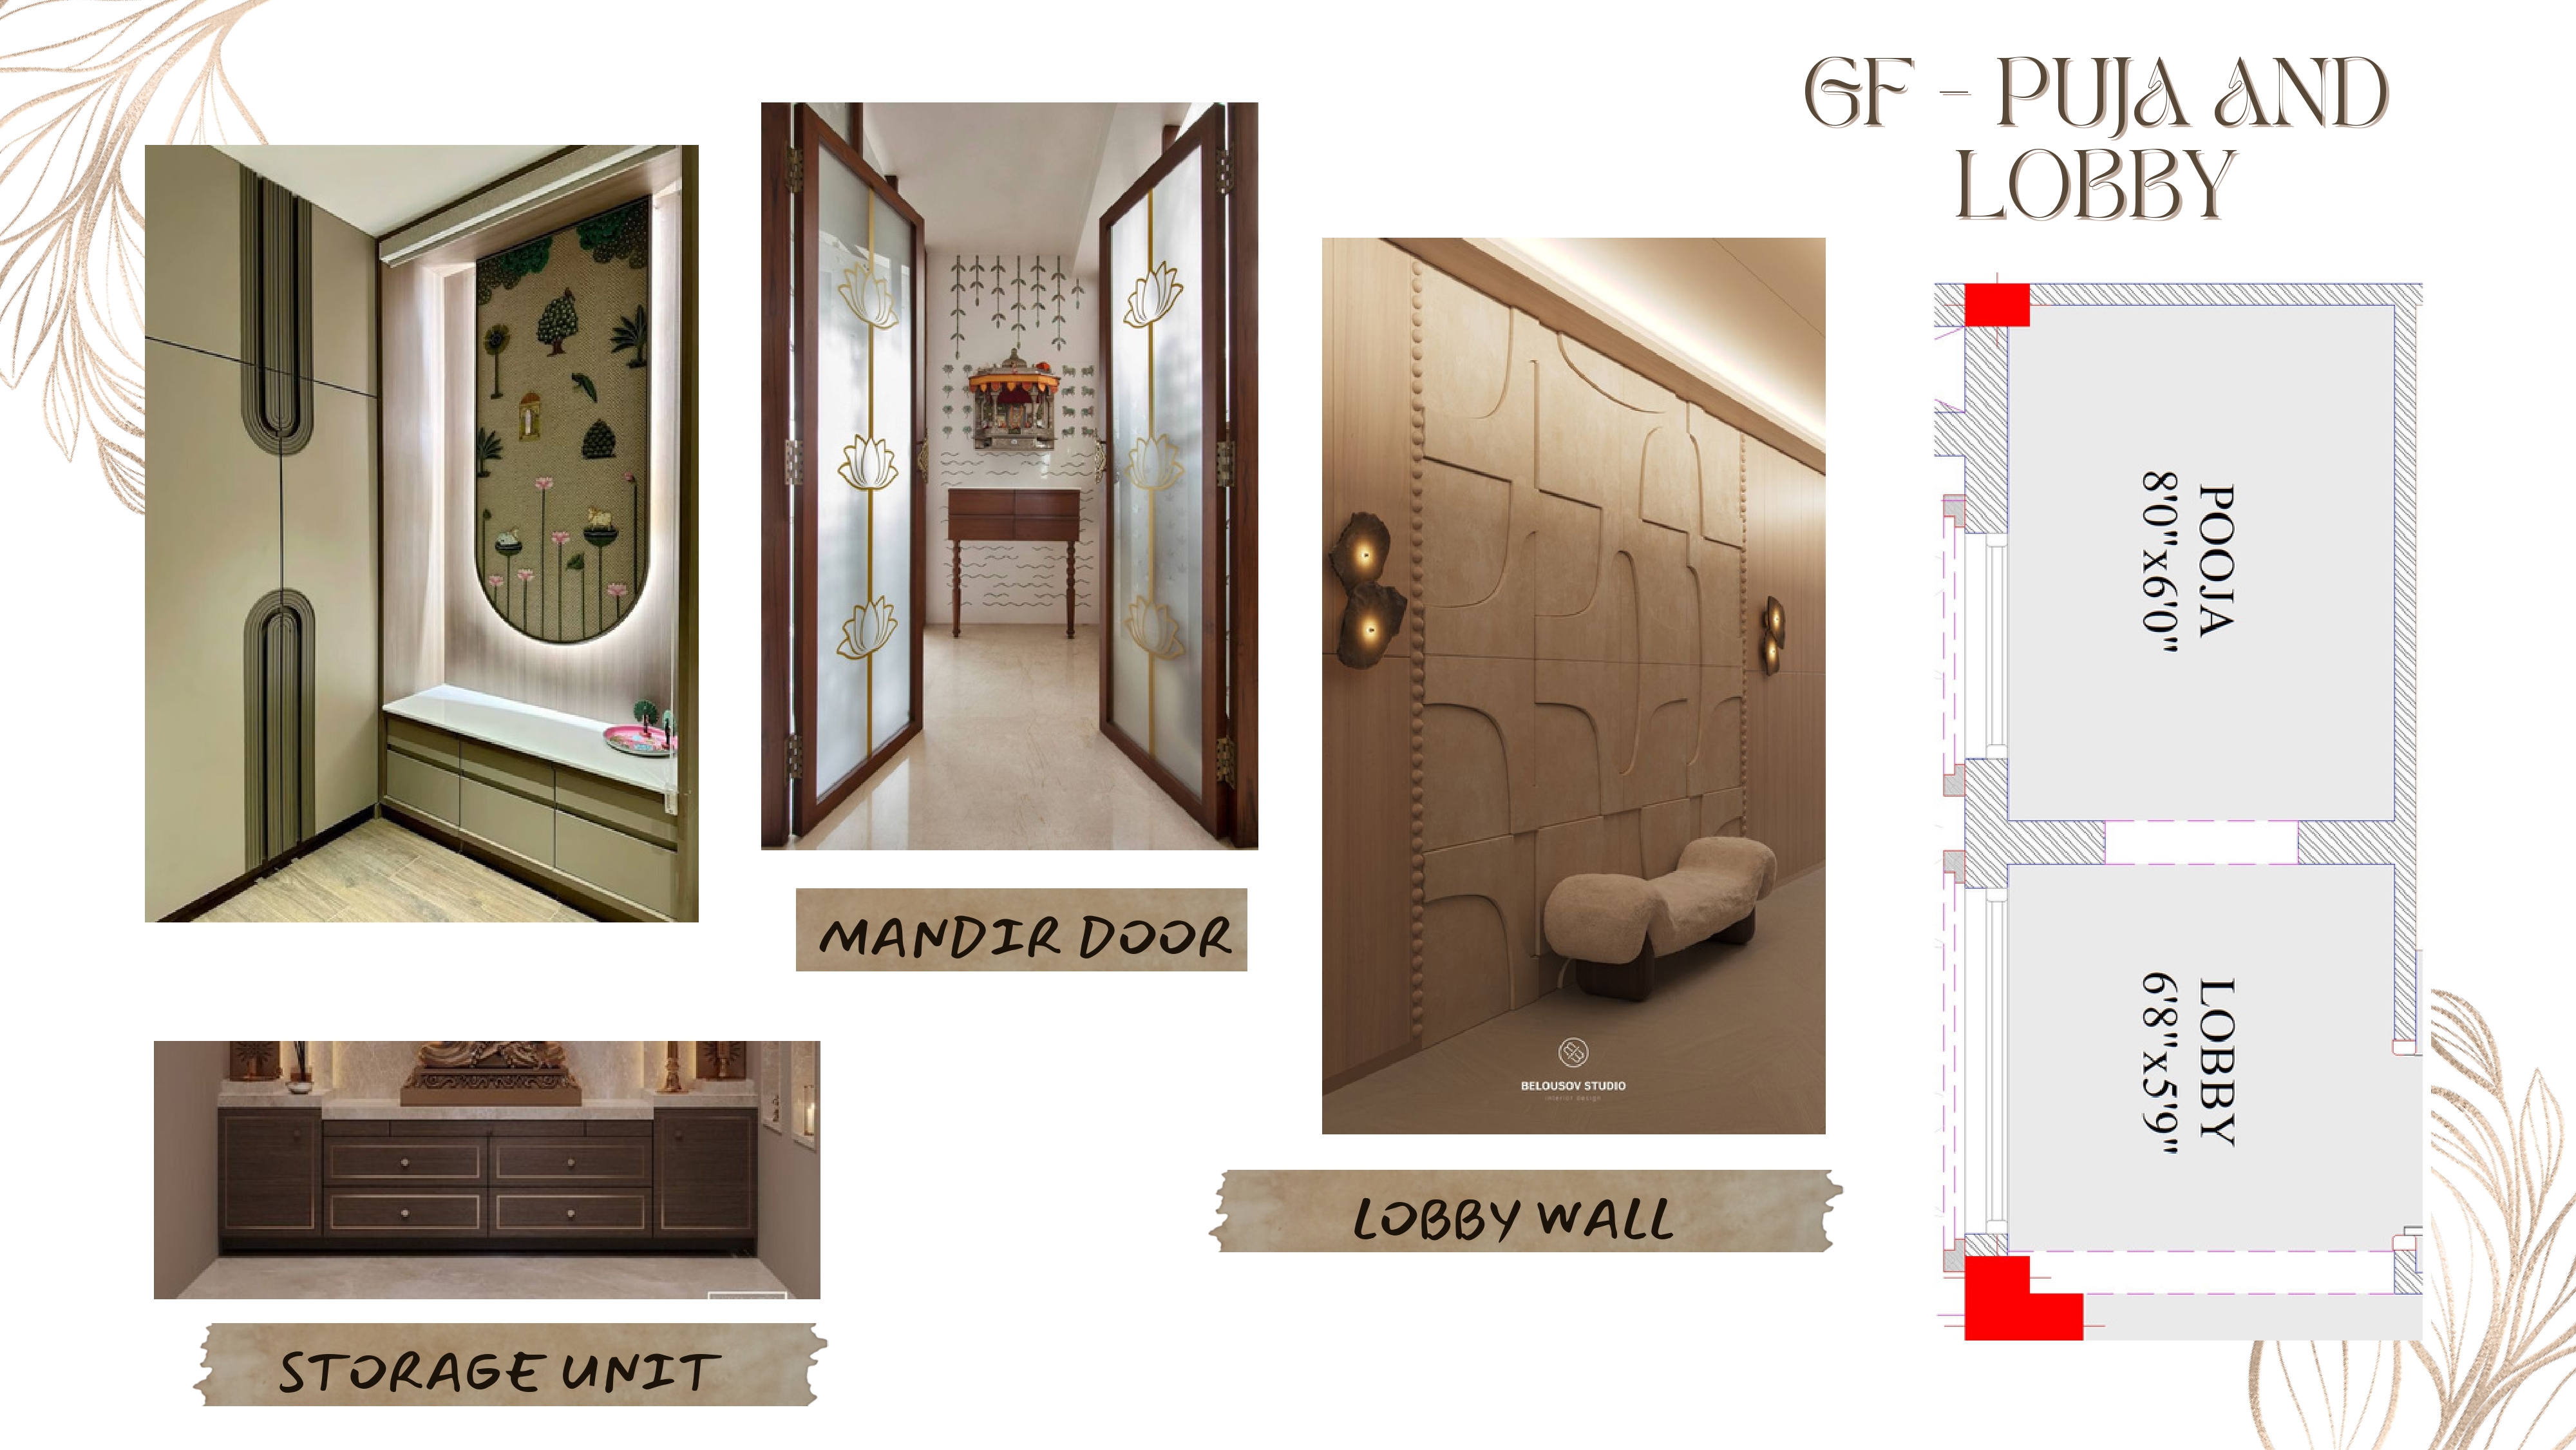 GF - PUJA AND
LOBBY
MANDIR DOOR
BELOUSOV STUDIO
interior design
LOBBY WALL
STORAGE UNIT
POOJA
8'0"x6'0"
LOBBY
6'8"x5'9"